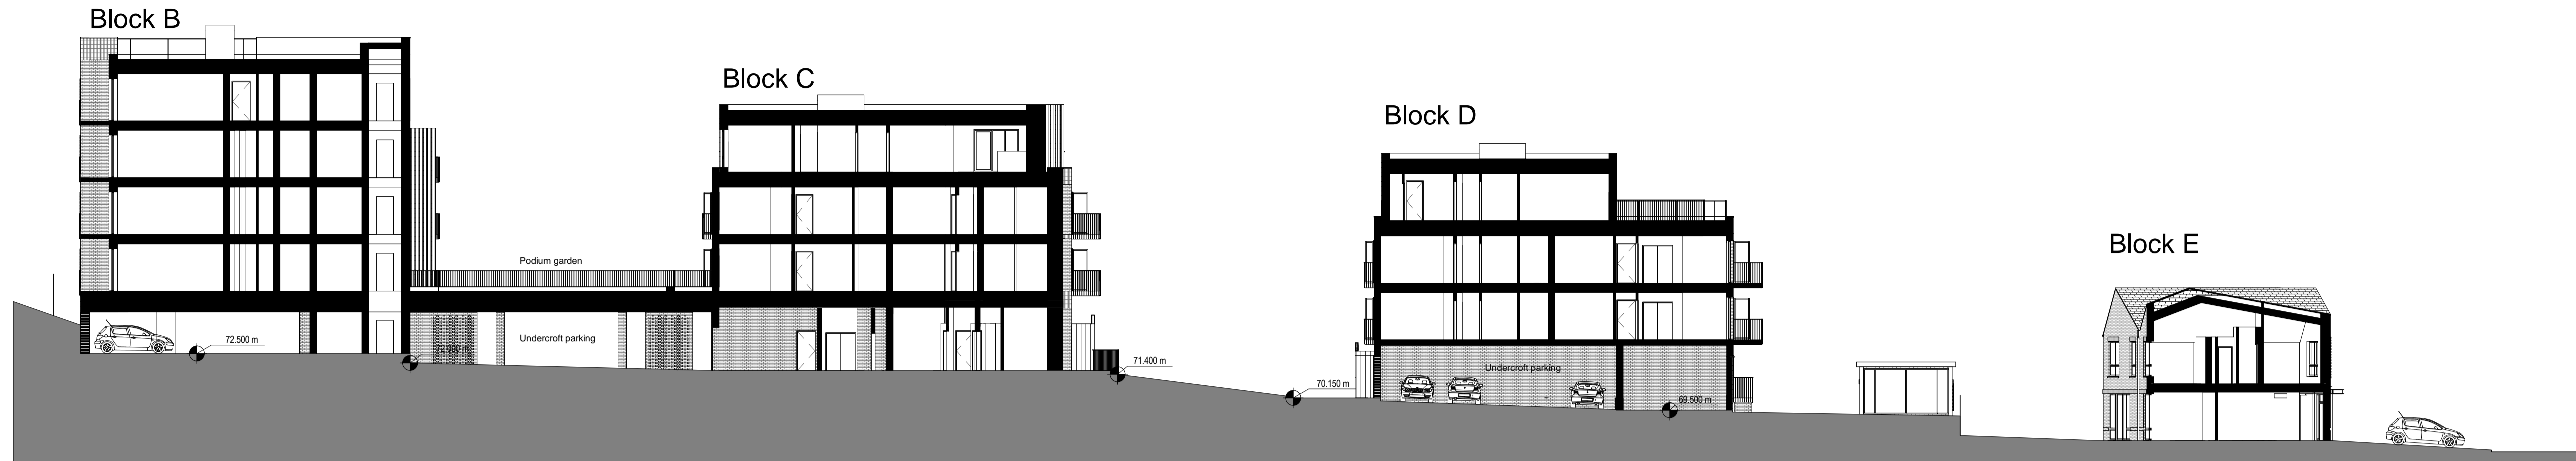 Block B
Block C
Block D
Block E
Podium garden
Undercroft parking
72.500 m
72.000 m
71.400 m
70.150 m
Undercroft parking
69.500 m